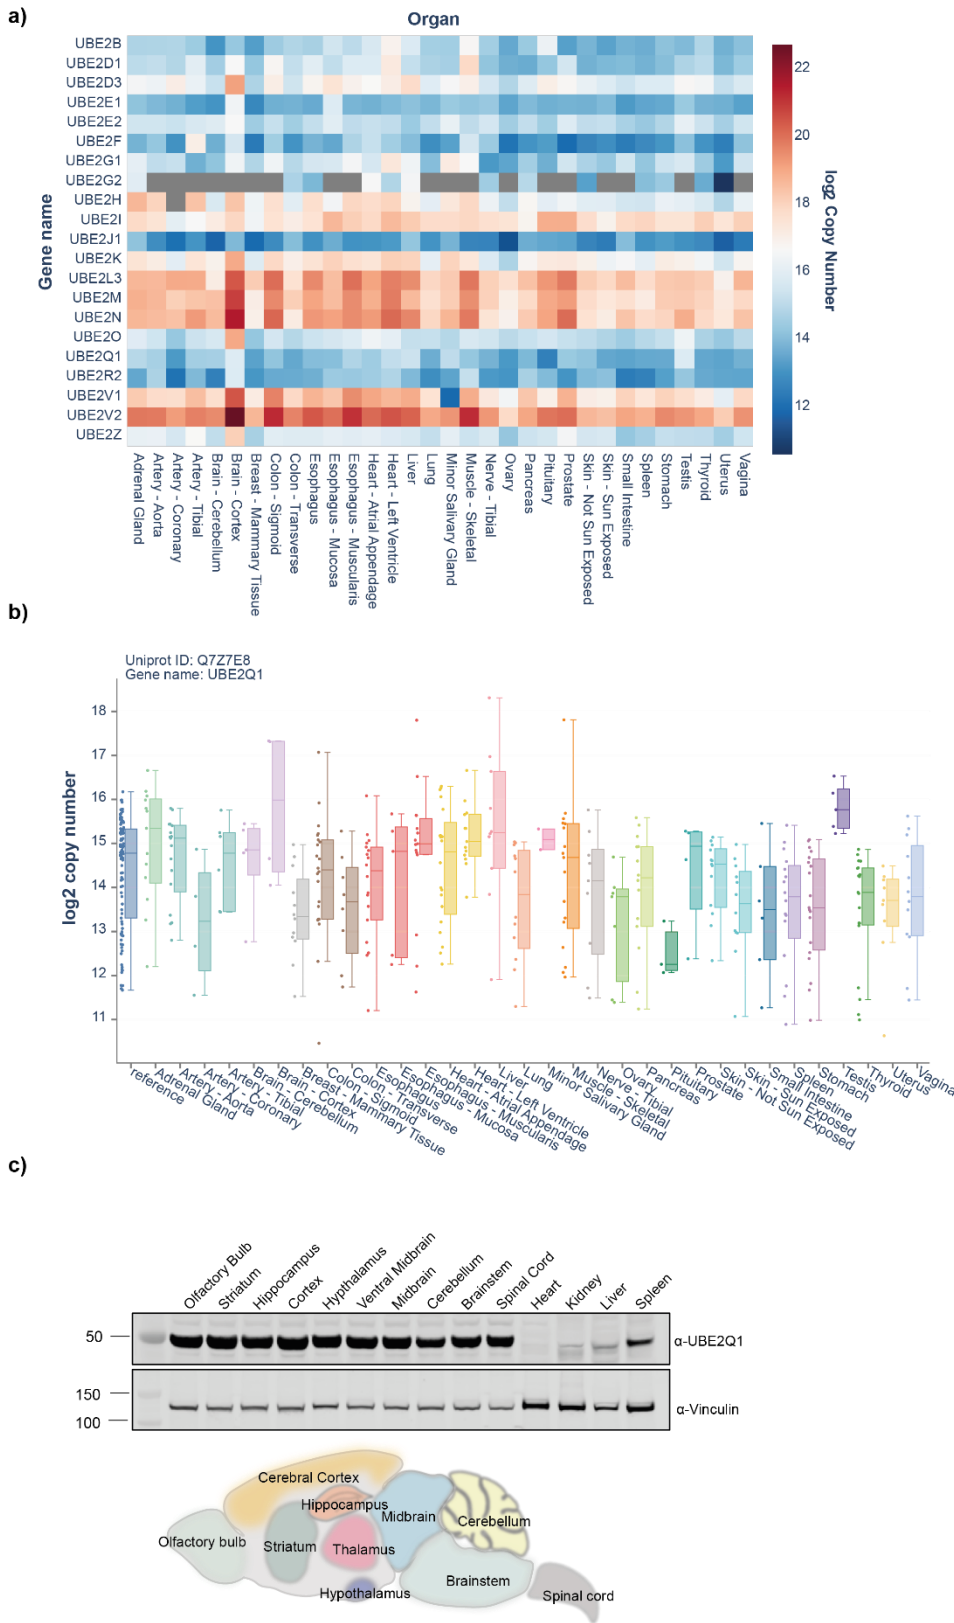 a)
Organ
Gene name
UBE2B
UBE2D1
UBE2D3
UBE2E1
UBE2E2
UBE2F
UBE2G1
UBE2G2
UBE2H
UBE2I
UBE2J1
UBE2K
UBE2L3
UBE2M
UBE2N
UBE2O
UBE2Q1
UBE2R2
UBE2V1
UBE2V2
UBE2Z
22
20
18
16
14
12
log2 Copy Number
Adrenal Gland
Artery - Aorta
Artery - Coronary
Artery - Tibial
Brain - Cerebellum
Brain - Cortex
Breast - Mammary Tissue
Colon - Sigmoid
Colon - Transverse
Esophagus
Esophagus - Mucosa
Esophagus - Muscularis
Heart - Atrial Appendage
Heart - Left Ventricle
Liver
Lung
Minor Salivary Gland
Muscle - Skeletal
Nerve - Tibial
Ovary
Pancreas
Pituitary
Prostate
Skin - Not Sun Exposed
Skin - Sun Exposed
Small Intestine
Spleen
Stomach
Testis
Thyroid
Uterus
Vagina
b)
Uniprot ID: Q7Z7E8
Gene name: UBE2Q1
log2 copy number
18
17
16
15
14
13
12
11
reference
Adrenal Gland
Artery - Aorta
Artery - Coronary
Artery - Tibial
Brain - Cerebellum
Brain - Cortex
Breast - Mammary Tissue
Colon - Sigmoid
Colon - Transverse
Esophagus
Esophagus - Mucosa
Esophagus - Muscularis
Heart - Atrial Appendage
Heart - Left Ventricle
Liver
Lung
Minor Salivary Gland
Muscle - Skeletal
Nerve - Tibial
Ovary
Pancreas
Pituitary
Prostate
Skin - Not Sun Exposed
Skin - Sun Exposed
Small Intestine
Spleen
Stomach
Testis
Thyroid
Uterus
Vagina
c)
Olfactory Bulb
Striatum
Hippocampus
Cortex
Hypthalamus
Ventral Midbrain
Midbrain
Cerebellum
Brainstem
Spinal Cord
Heart
Kidney
Liver
Spleen
50
α-UBE2Q1
150
100
α-Vinculin
Cerebral Cortex
Hippocampus
Midbrain
Cerebellum
Olfactory bulb
Striatum
Thalamus
Hypothalamus
Brainstem
Spinal cord